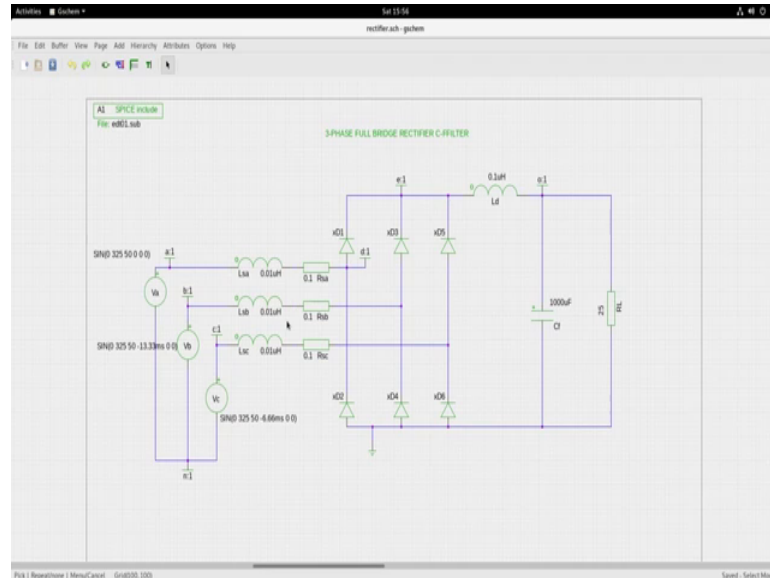 Activities Gschem Sat 15:56
rectifier.sch - gschem
File Edit Buffer View Page Add Hierarchy Attributes Options Help
A1 SPICE include
File: edt01.sub
3-PHASE FULL BRIDGE RECTIFIER C-FFILTER
e:1
0.1uH
o:1
Ld
xD1
xD3
xD5
d:1
SIN(0 325 50 0 0 0)
a:1
Va
Lsa 0.01uH 0.1 Rsa
b:1
Lsb 0.01uH 0.1 Rsb
1000uF
Cf
25
RL
c:1
SIN(0 325 50 -13.33ms 0 0) Vb
Lsc 0.01uH 0.1 Rsc
xD2
xD4
xD6
Vc
SIN(0 325 50 -6.66ms 0 0)
n:1
Pick | Repeat/none | Menu/Cancel Grid(100, 100)
Saved - Select Mo